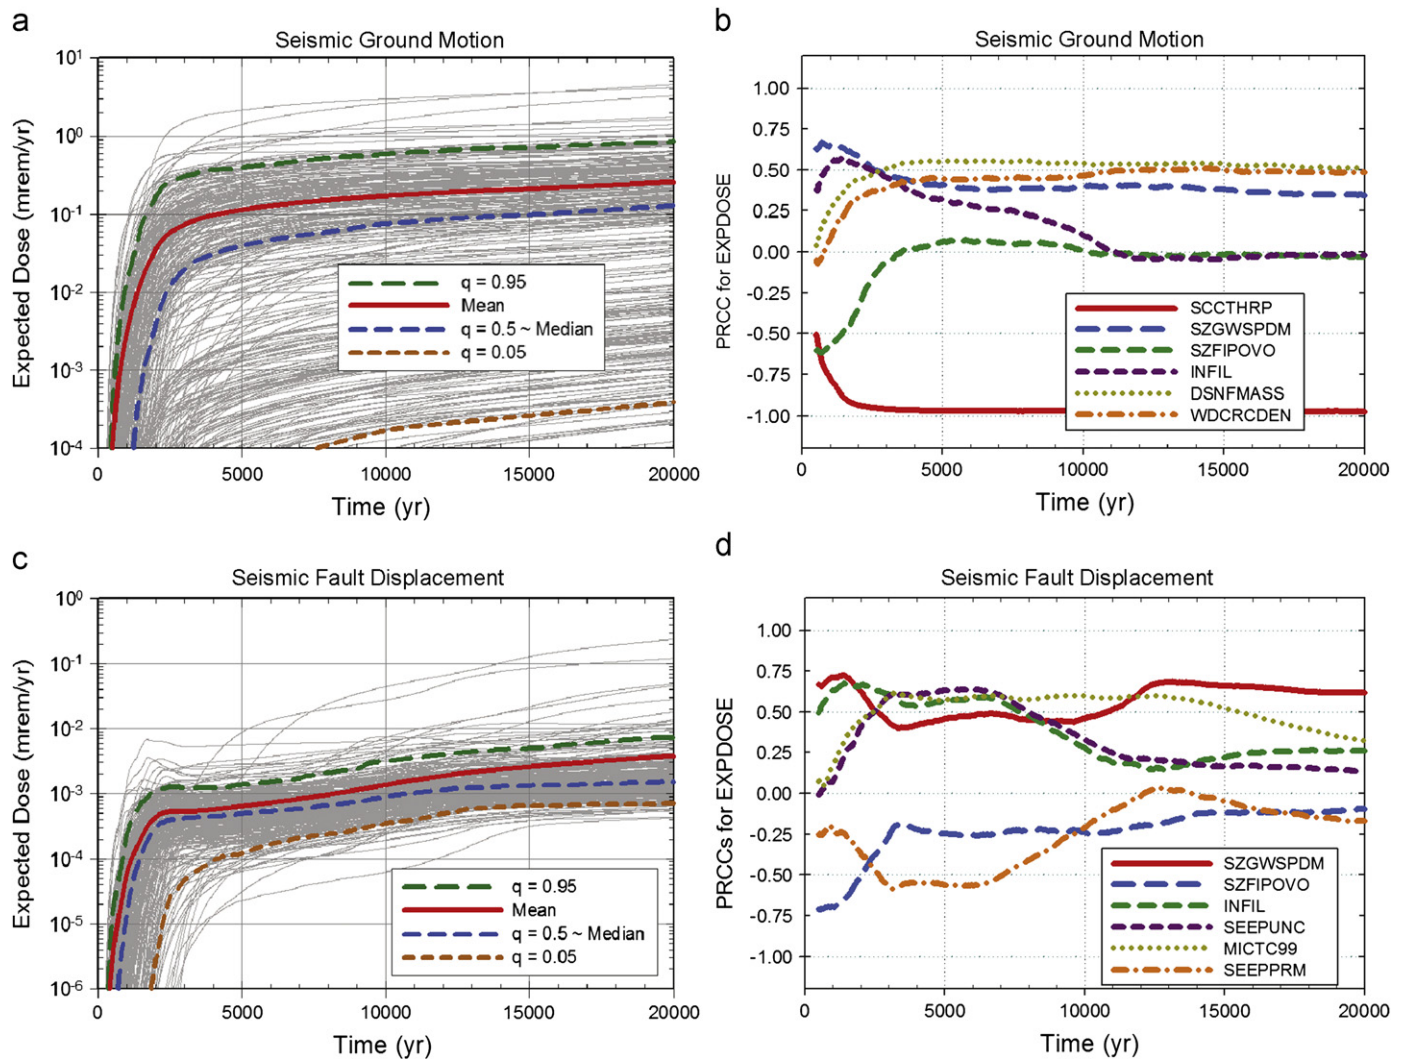 a
Seismic Ground Motion
Expected Dose (mrem/yr)
10¹
10⁰
10⁻¹
10⁻²
10⁻³
10⁻⁴
q = 0.95
Mean
q = 0.5 ~ Median
q = 0.05
0 5000 10000 15000 20000
Time (yr)
b
Seismic Ground Motion
PRCC for EXPDOSE
1.00
0.75
0.50
0.25
0.00
-0.25
-0.50
-0.75
-1.00
SCCTHRP
SZGWSPDM
SZFIPOVO
INFIL
DSNFMASS
WDCRCDEN
0 5000 10000 15000 20000
Time (yr)
c
Seismic Fault Displacement
Expected Dose (mrem/yr)
10⁰
10⁻¹
10⁻²
10⁻³
10⁻⁴
10⁻⁵
10⁻⁶
q = 0.95
Mean
q = 0.5 ~ Median
q = 0.05
0 5000 10000 15000 20000
Time (yr)
d
Seismic Fault Displacement
PRCCs for EXPDOSE
1.00
0.75
0.50
0.25
0.00
-0.25
-0.50
-0.75
-1.00
SZGWSPDM
SZFIPOVO
INFIL
SEEPUNC
MICTC99
SEEPPRM
0 5000 10000 15000 20000
Time (yr)